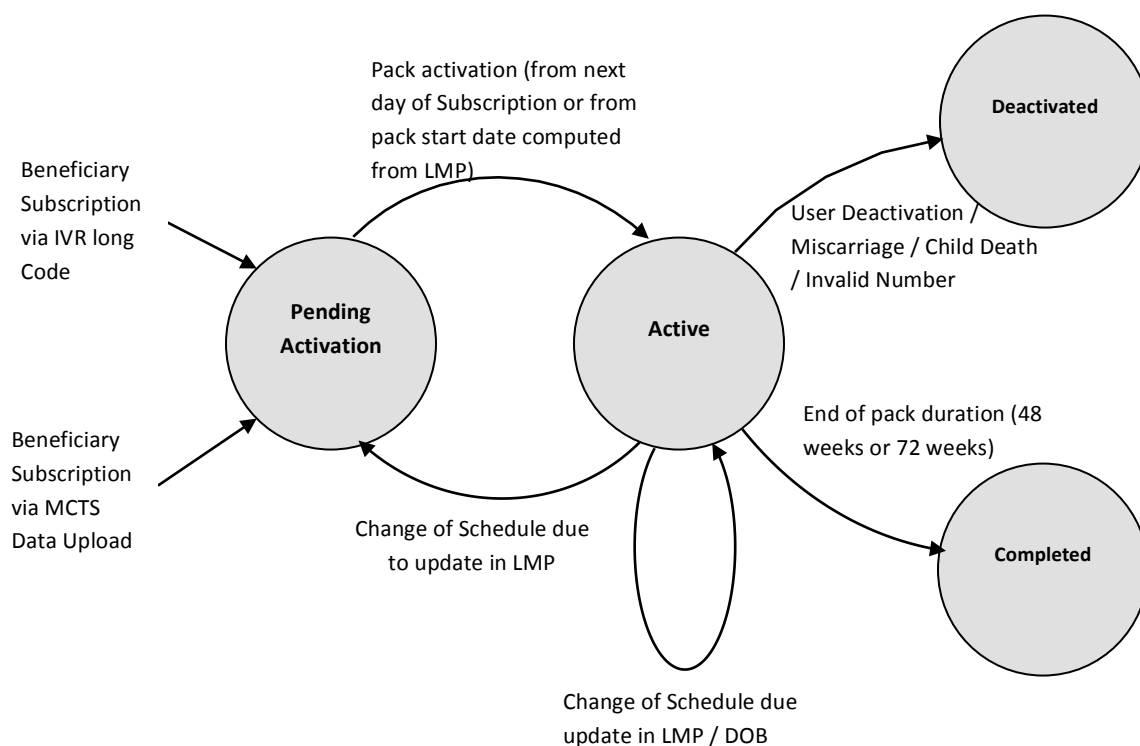 Pack activation (from next
day of Subscription or from
pack start date computed
from LMP)
Deactivated
Beneficiary
Subscription
via IVR long
Code
User Deactivation /
Miscarriage / Child Death
/ Invalid Number
Pending
Activation
Active
End of pack duration (48
weeks or 72 weeks)
Beneficiary
Subscription
via MCTS
Data Upload
Change of Schedule due
to update in LMP
Completed
Change of Schedule due
update in LMP / DOB